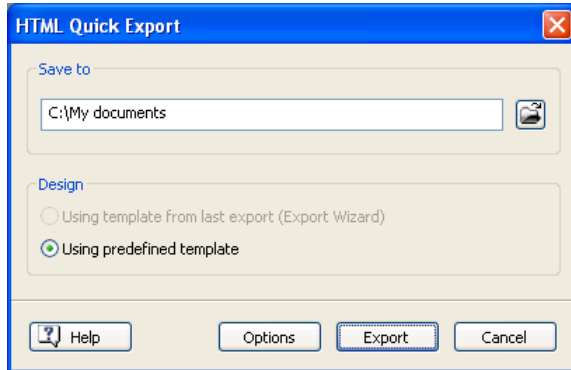 HTML Quick Export
Save to
C:\My documents
Design
Using template from last export (Export Wizard)
Using predefined template
Help
Options
Export
Cancel